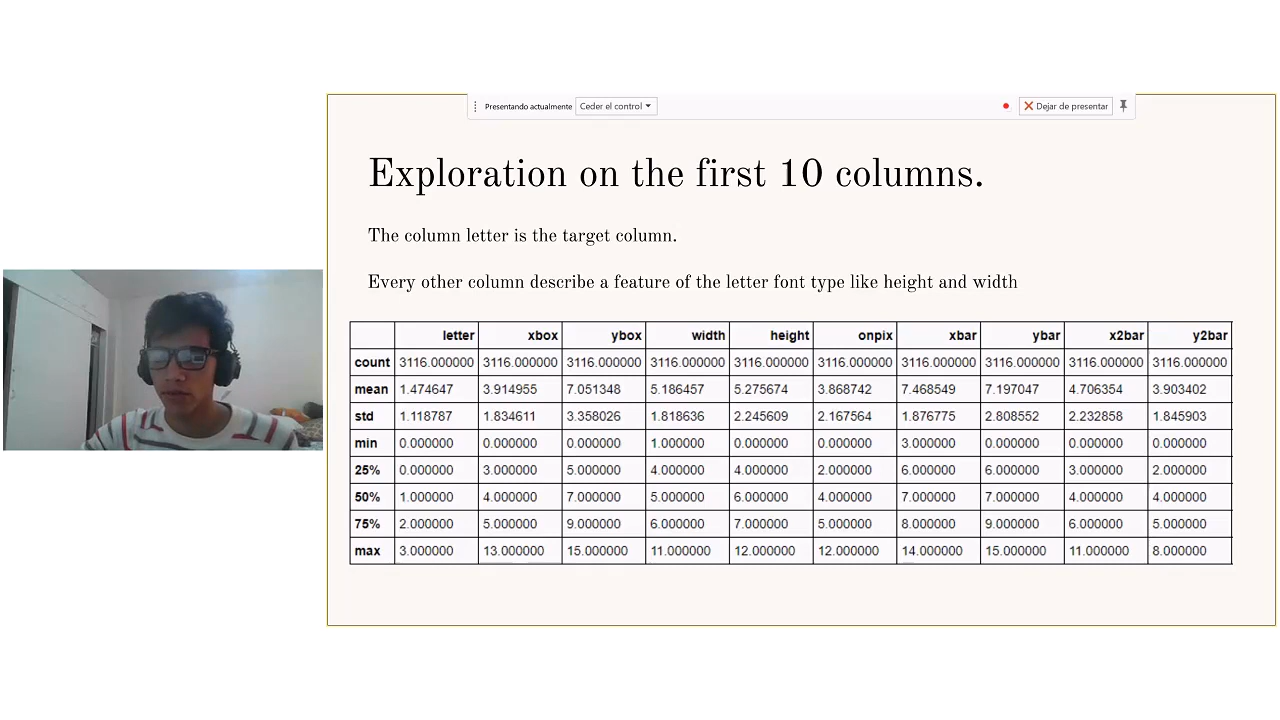 Presentando actualmente Ceder el control Dejar de presentar
Exploration on the first 10 columns.
The column letter is the target column.
Every other column describe a feature of the letter font type like height and width
letter xbox ybox width height onpix xbar ybar x2bar y2bar
count 3116.000000 3116.000000 3116.000000 3116.000000 3116.000000 3116.000000 3116.000000 3116.000000 3116.000000 3116.000000
mean 1.474647 3.914955 7.051348 5.186457 5.275674 3.868742 7.468549 7.197047 4.706354 3.903402
std 1.118787 1.834611 3.358026 1.818636 2.245609 2.167564 1.876775 2.808552 2.232858 1.845903
min 0.000000 0.000000 0.000000 1.000000 0.000000 0.000000 3.000000 0.000000 0.000000 0.000000
25% 0.000000 3.000000 5.000000 4.000000 4.000000 2.000000 6.000000 6.000000 3.000000 2.000000
50% 1.000000 4.000000 7.000000 5.000000 6.000000 4.000000 7.000000 7.000000 4.000000 4.000000
75% 2.000000 5.000000 9.000000 6.000000 7.000000 5.000000 8.000000 9.000000 6.000000 5.000000
max 3.000000 13.000000 15.000000 11.000000 12.000000 12.000000 14.000000 15.000000 11.000000 8.000000